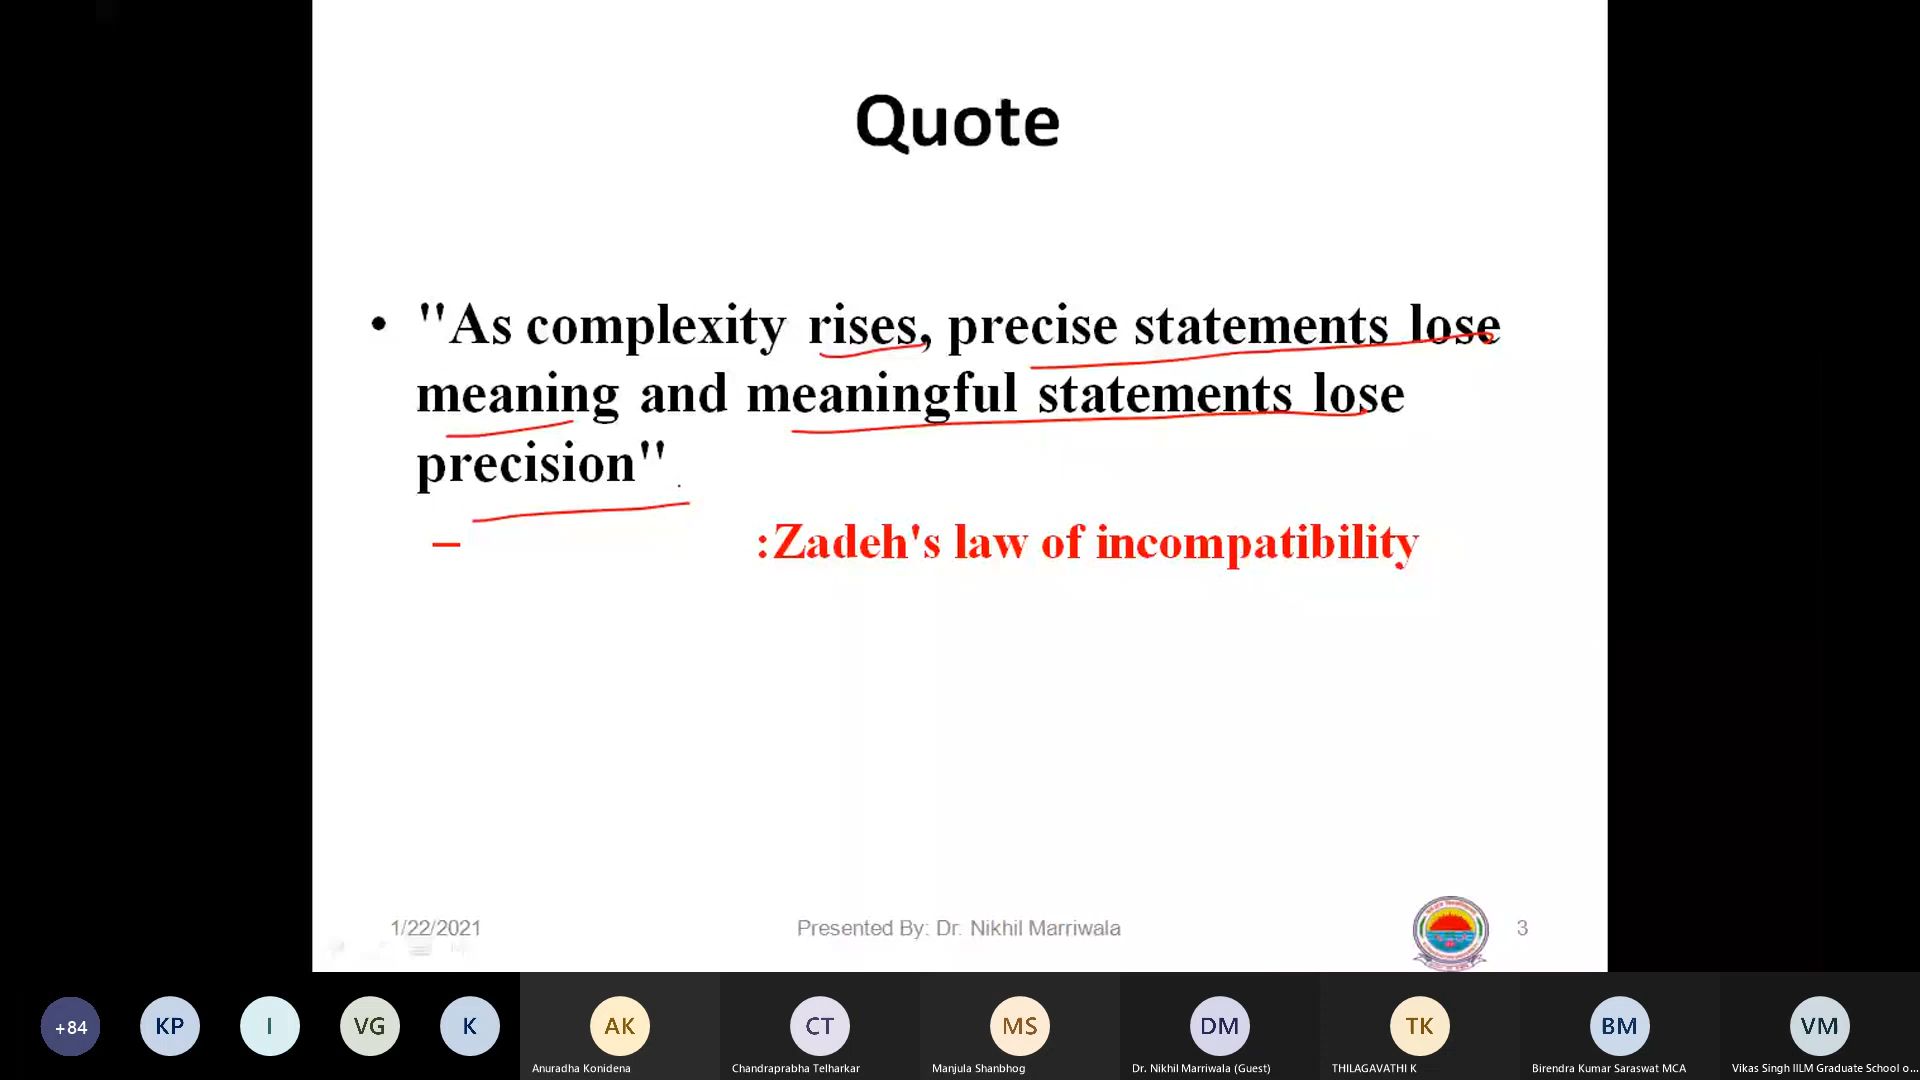 Quote
• "As complexity rises, precise statements lose
meaning and meaningful statements lose
precision"
– :Zadeh's law of incompatibility
1/22/2021 Presented By: Dr. Nikhil Marriwala 3
+84 KP I VG K AK CT MS DM TK BM VM
Anuradha Konidena Chandraprabha Telharkar Manjula Shanbhog Dr. Nikhil Marriwala (Guest) THILAGAVATHI K Birendra Kumar Saraswat MCA Vikas Singh IILM Graduate School o...